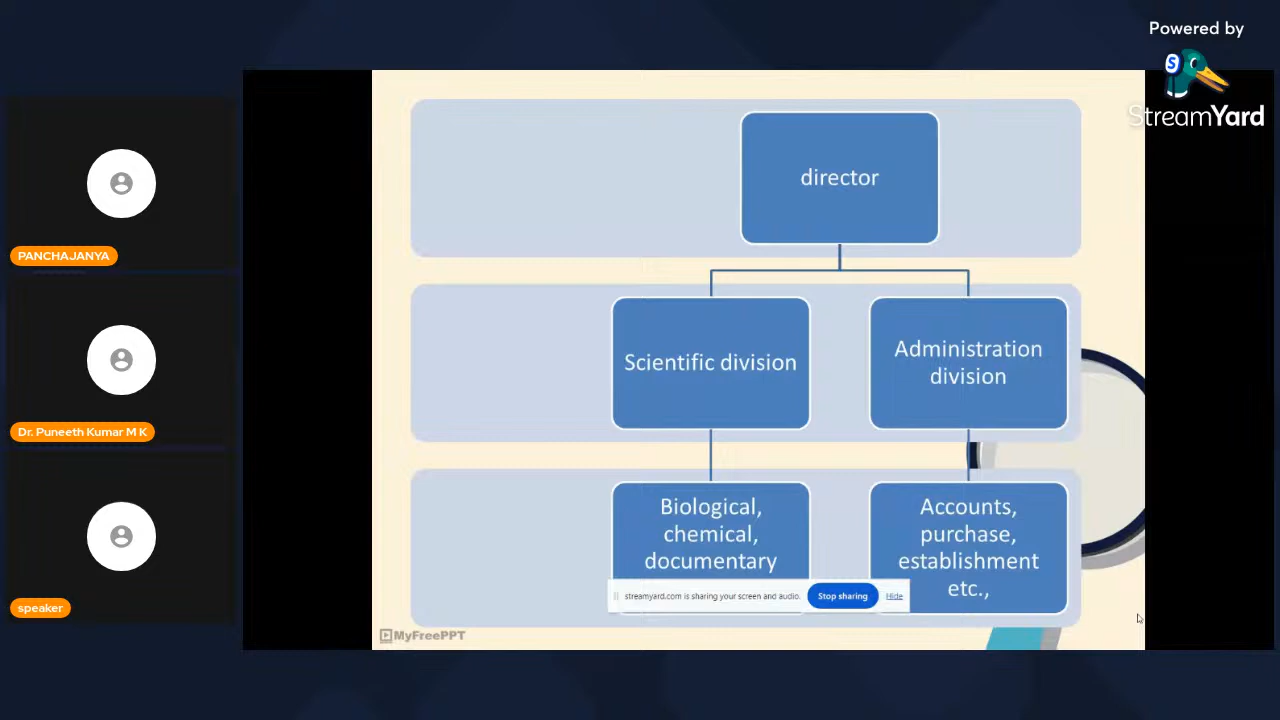 Powered by
StreamYard
director
Scientific division
Administration
division
Biological,
chemical,
documentary
Accounts,
purchase,
establishment
etc.,
streamyard.com is sharing your screen and audio.
Stop sharing
Hide
MyFreePPT
PANCHAJANYA
Dr. Puneeth Kumar M K
speaker